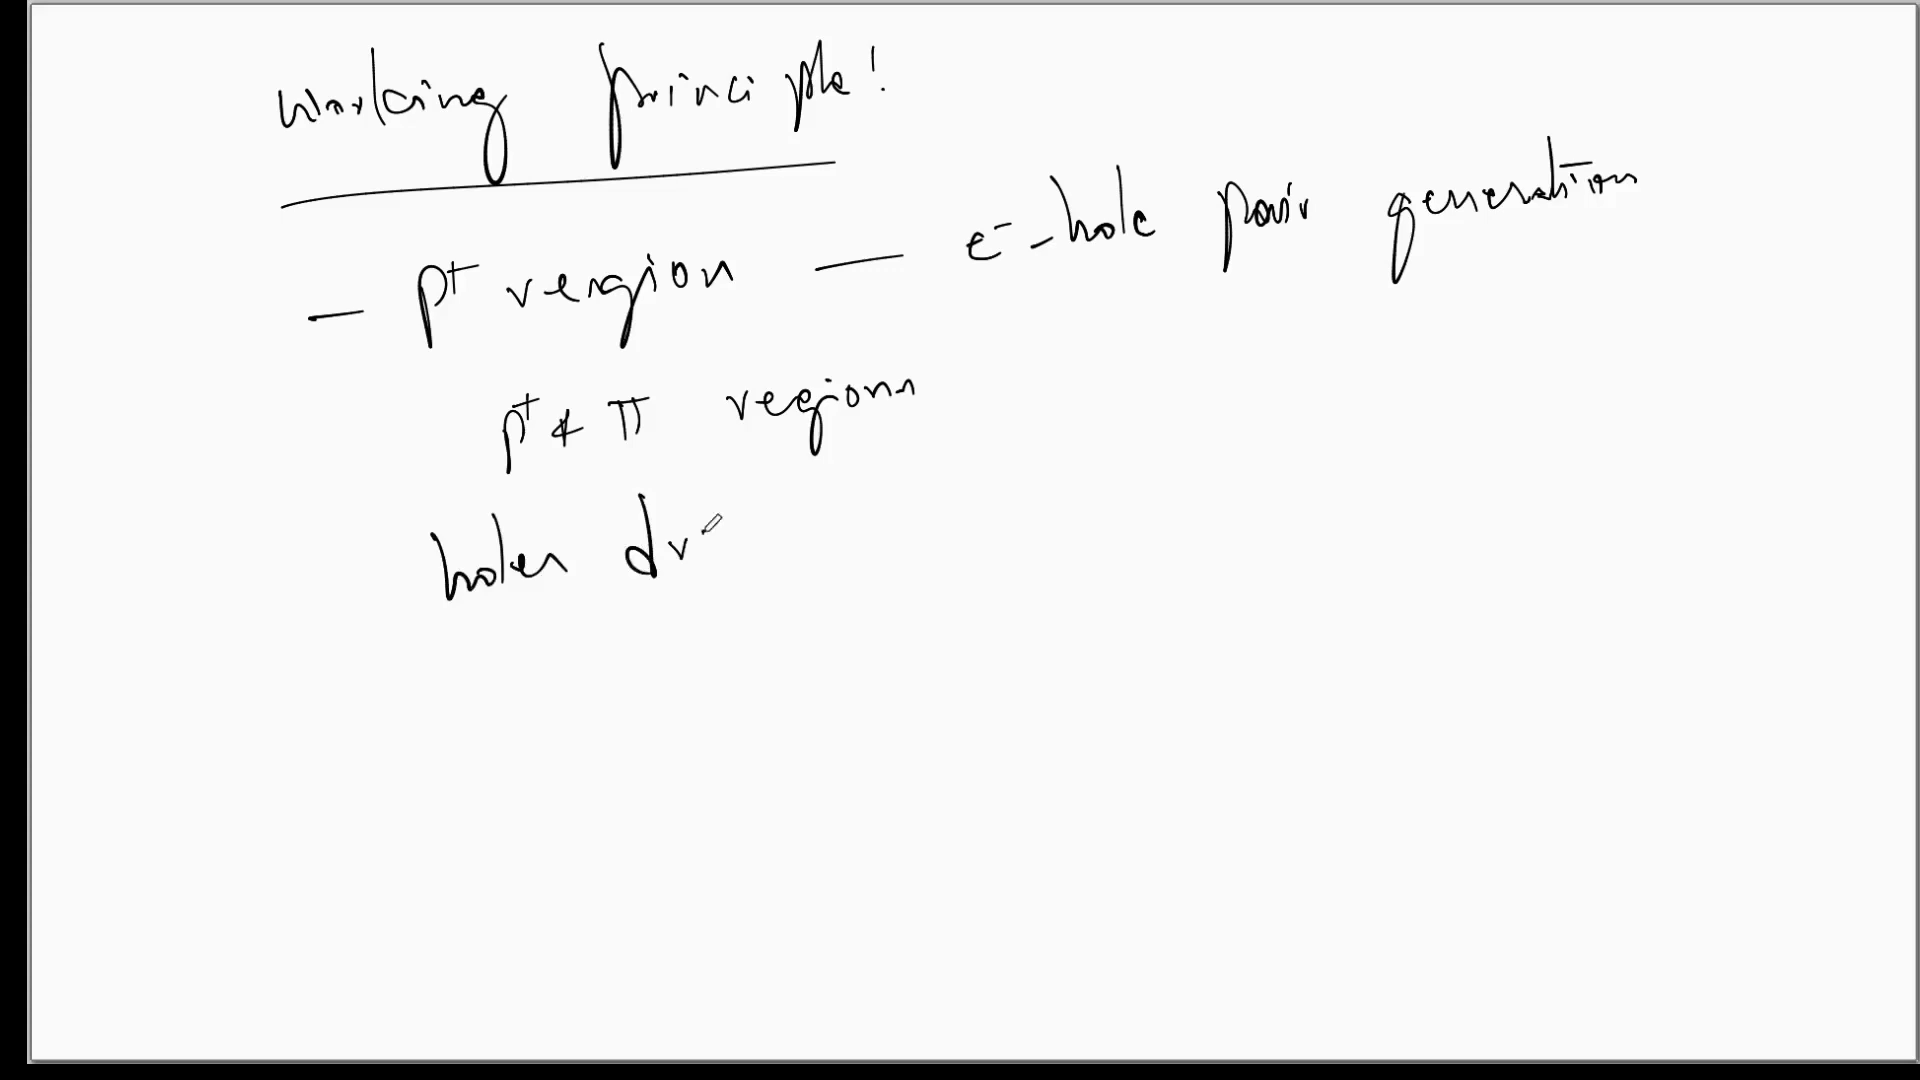 Working principle!
— p+ region — e- -hole pair generation
p+ & π regions
holes dr